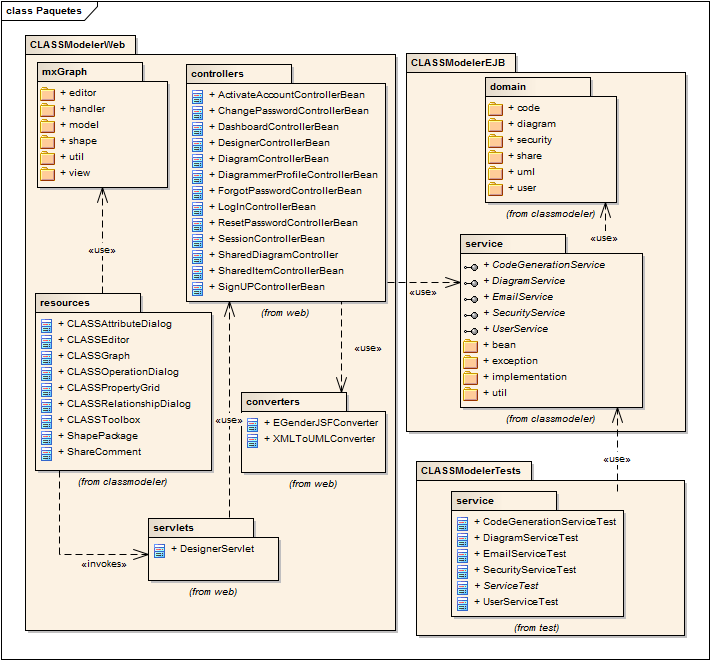 class Paquetes
CLASSModelerWeb
mxGraph
+ editor
+ handler
+ model
+ shape
+ util
+ view
«use»
resources
+ CLASSAttributeDialog
+ CLASSEditor
+ CLASSGraph
+ CLASSOperationDialog
+ CLASSPropertyGrid
+ CLASSRelationshipDialog
+ CLASSToolbox
+ ShapePackage
+ ShareComment
(from classmodeler)
«invokes»
controllers
+ ActivateAccountControllerBean
+ ChangePasswordControllerBean
+ DashboardControllerBean
+ DesignerControllerBean
+ DiagramControllerBean
+ DiagrammerProfileControllerBean
+ ForgotPasswordControllerBean
+ LogInControllerBean
+ ResetPasswordControllerBean
+ SessionControllerBean
+ SharedDiagramController
+ SharedItemControllerBean
+ SignUPControllerBean
(from web)
«use»
«use»
converters
+ EGenderJSFConverter
+ XMLToUMLConverter
(from web)
servlets
+ DesignerServlet
(from web)
«use»
CLASSModelerEJB
domain
+ code
+ diagram
+ security
+ share
+ uml
+ user
(from classmodeler)
«use»
service
+ CodeGenerationService
+ DiagramService
+ EmailService
+ SecurityService
+ UserService
+ bean
+ exception
+ implementation
+ util
(from classmodeler)
«use»
CLASSModelerTests
service
+ CodeGenerationServiceTest
+ DiagramServiceTest
+ EmailServiceTest
+ SecurityServiceTest
+ ServiceTest
+ UserServiceTest
(from test)